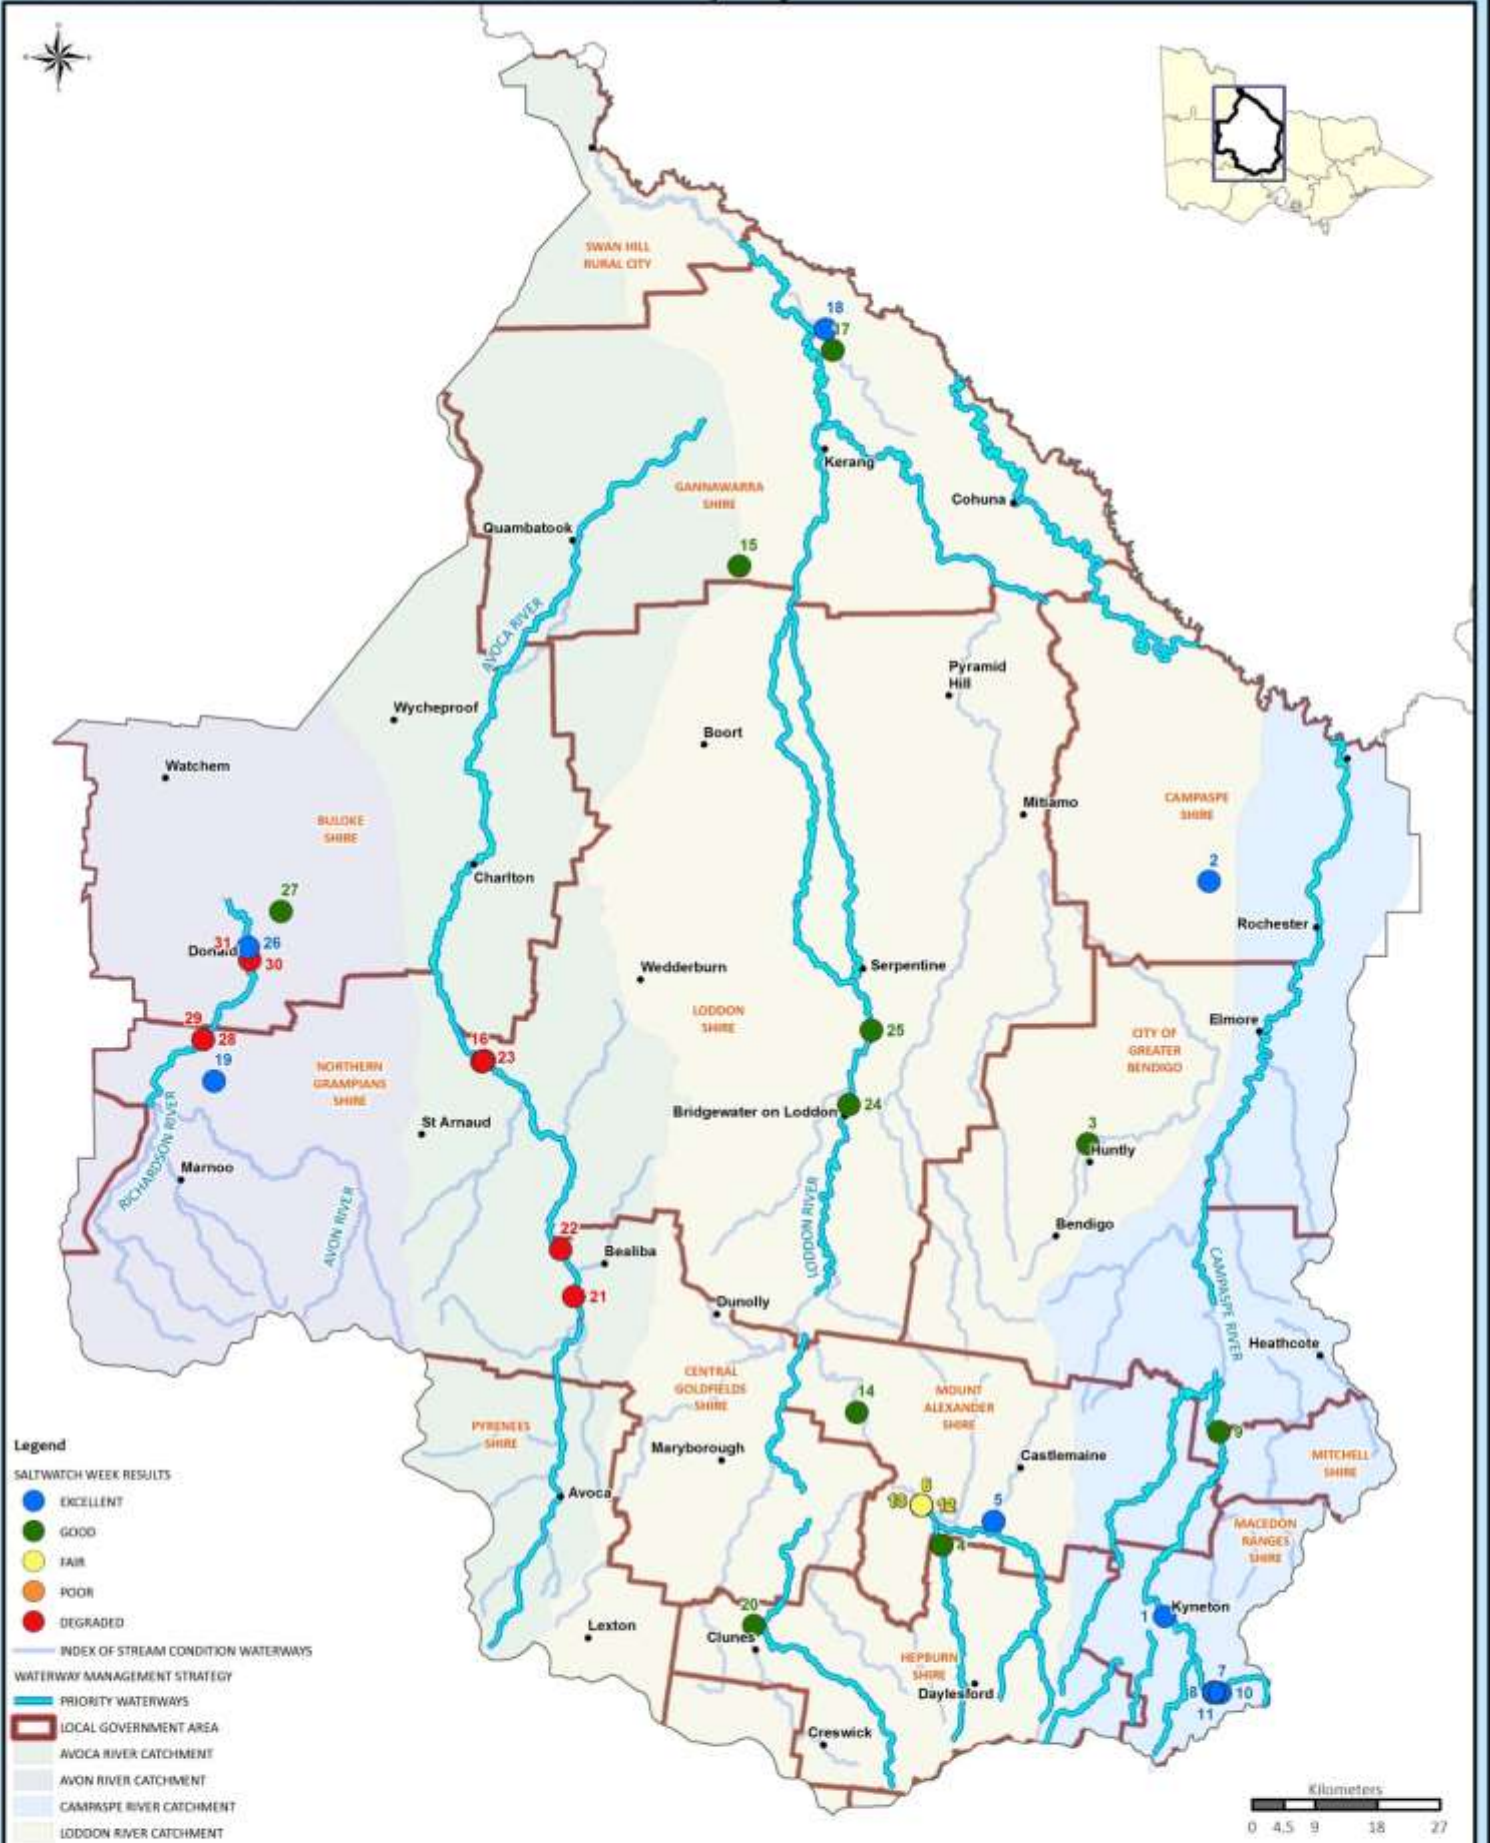 SWAN HILL
RURAL CITY
18
17
Kerang
GANNAWARRA
SHIRE
Cohuna
Quambatook
15
AVOCA RIVER
Pyramid
Hill
Wycheproof
Boort
Watchem
CAMPASPE
SHIRE
Mitiamo
BULOKE
SHIRE
2
Charlton
27
Rochester
31
26
Donald
30
Wedderburn
Serpentine
LODDON
SHIRE
29
28
16
23
25
Elmore
CITY OF
GREATER
BENDIGO
19
NORTHERN
GRAMPIANS
SHIRE
RICHARDSON RIVER
St Arnaud
Bridgewater on Loddon
24
3
Huntly
Marnoo
AVON RIVER
LODDON RIVER
22
Bealiba
Bendigo
21
CAMPASPE RIVER
Dunolly
Heathcote
CENTRAL
GOLDFIELDS
SHIRE
14
MOUNT
ALEXANDER
SHIRE
PYRENEES
SHIRE
9
Maryborough
Castlemaine
MITCHELL
SHIRE
Avoca
6
13
12
5
4
MACEDON
RANGES
SHIRE
20
Clunes
Lexton
1
Kyneton
HEPBURN
SHIRE
Daylesford
7
8
10
11
Creswick
Legend
SALTWATCH WEEK RESULTS
EXCELLENT
GOOD
FAIR
POOR
DEGRADED
INDEX OF STREAM CONDITION WATERWAYS
WATERWAY MANAGEMENT STRATEGY
PRIORITY WATERWAYS
LOCAL GOVERNMENT AREA
AVOCA RIVER CATCHMENT
AVON RIVER CATCHMENT
CAMPASPE RIVER CATCHMENT
LODDON RIVER CATCHMENT
Kilometers
0 4.5 9 18 27